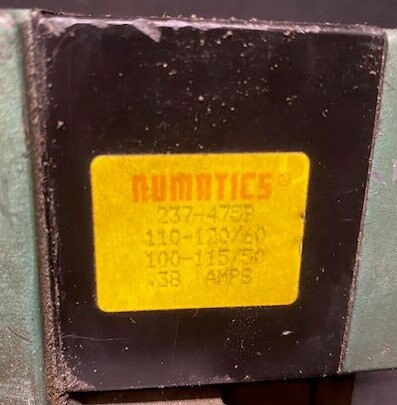 NUMATICS
237-475B
110-120/60
100-115/50
.38 AMPS